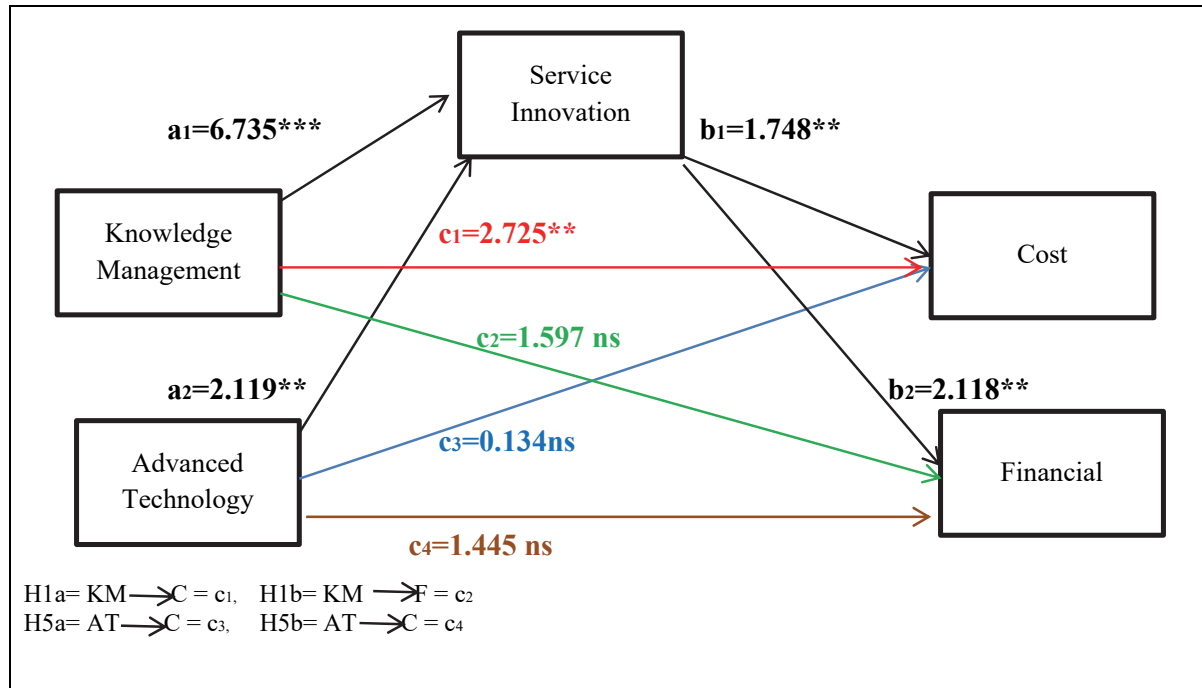 Service
Innovation
a1=6.735***
b1=1.748**
Knowledge
Management
c1=2.725**
Cost
c2=1.597 ns
a2=2.119**
b2=2.118**
c3=0.134ns
Advanced
Technology
Financial
c4=1.445 ns
H1a= KM C = c1, H1b= KM F = c2
H5a= AT C = c3, H5b= AT C = c4